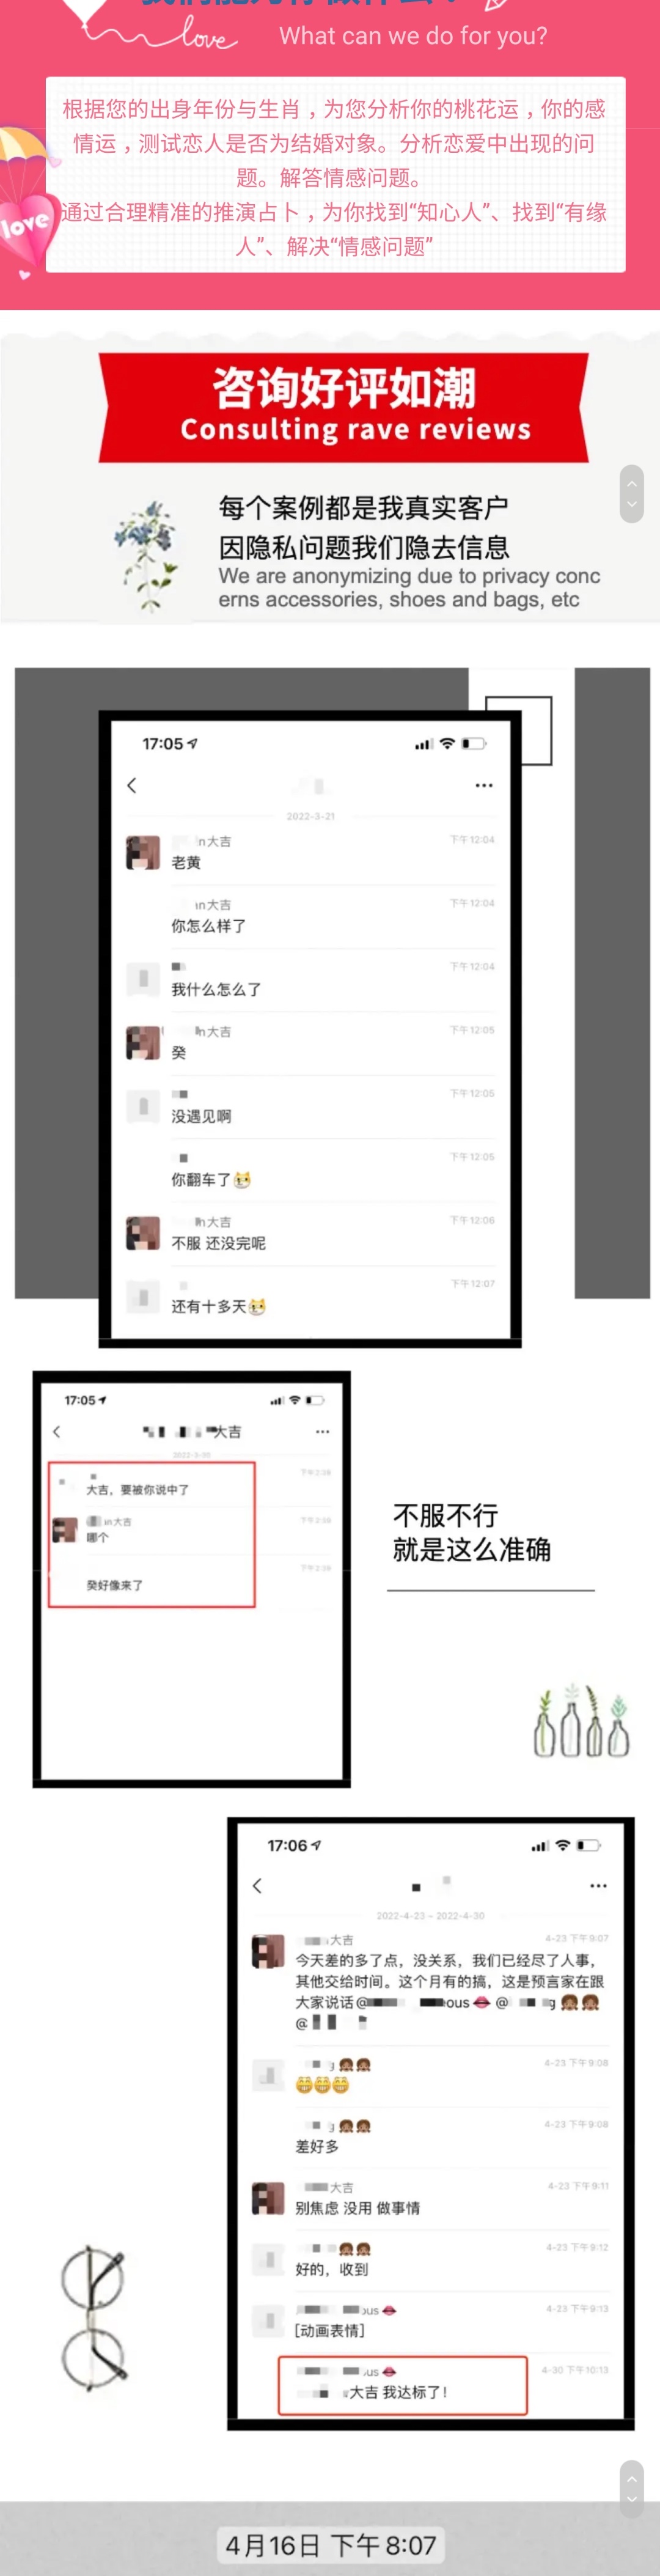 love
What can we do for you?
根据您的出身年份与生肖，为您分析你的桃花运，你的感
情运，测试恋人是否为结婚对象。分析恋爱中出现的问
题。解答情感问题。
love
通过合理精准的推演占卜，为你找到“知心人”、找到“有缘
人”、解决“情感问题”
咨询好评如潮
Consulting rave reviews
每个案例都是我真实客户
因隐私问题我们隐去信息
We are anonymizing due to privacy conc
erns accessories, shoes and bags, etc
17:05
2022-3-21
n大吉
下午12:04
老黄
in大吉
下午12:04
你怎么样了
下午12:04
我什么怎么了
n大吉
下午12:05
癸
下午12:05
没遇见啊
下午12:05
你翻车了😹
n大吉
下午12:06
不服 还没完呢
下午12:07
还有十多天😹
17:05
大吉
下午2:38
大吉，要被你说中了
in大吉
哪个
癸好像来了
不服不行
就是这么准确
17:06
2022-4-23 ~ 2022-4-30
大吉
4-23 下午9:07
今天差的多了点，没关系，我们已经尽了人事，
其他交给时间。这个月有的搞，这是预言家在跟
大家说话@ ous 👄 @ g 👧🏾👧🏾
@
g 👧🏾👧🏾
4-23 下午9:08
😁😁😁
g 👧🏾👧🏾
4-23 下午9:08
差好多
大吉
4-23 下午9:11
别焦虑 没用 做事情
👧🏾👧🏾
4-23 下午9:12
好的，收到
ous 👄
4-23 下午9:13
[动画表情]
us 👄
4-30 下午10:13
大吉 我达标了！
4月16日 下午 8:07